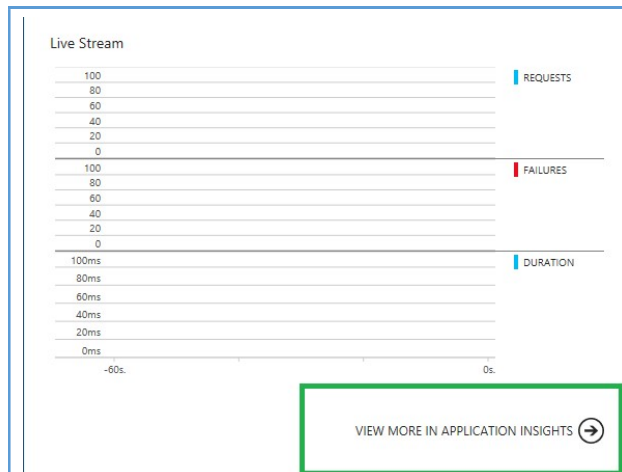 Live Stream
100
REQUESTS
80
60
40
20
0
100
FAILURES
80
60
40
20
0
100ms
DURATION
80ms
60ms
40ms
20ms
0ms
-60s. 0s.
VIEW MORE IN APPLICATION INSIGHTS